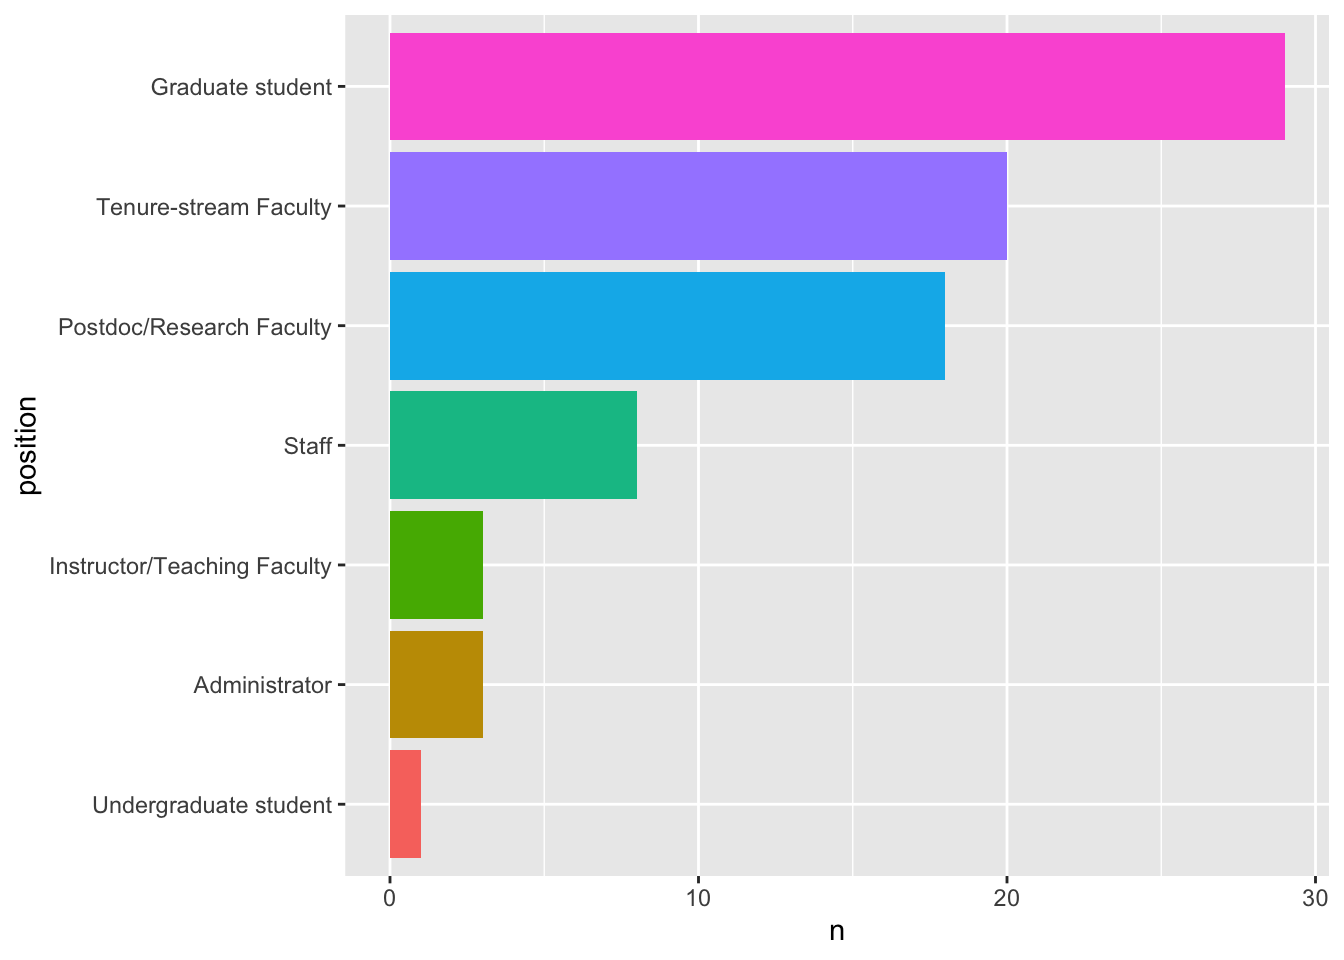 Graduate student
Tenure-stream Faculty
Postdoc/Research Faculty
Staff
Instructor/Teaching Faculty
Administrator
Undergraduate student
position
0 10 20 30
n